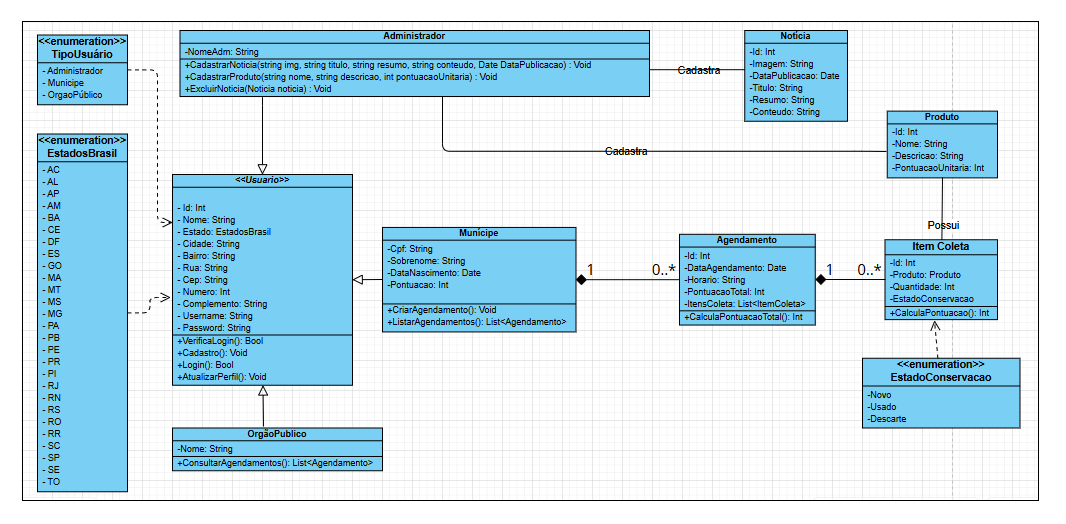 <<enumeration>>
TipoUsuário
- Administrador
- Municipe
- OrgaoPúblico
<<enumeration>>
EstadosBrasil
- AC
- AL
- AP
- AM
- BA
- CE
- DF
- ES
- GO
- MA
- MT
- MS
- MG
- PA
- PB
- PE
- PR
- PI
- RJ
- RN
- RS
- RO
- RR
- SC
- SP
- SE
- TO
Administrador
-NomeAdm: String
+CadastrarNoticia(string img, string titulo, string resumo, string conteudo, Date DataPublicacao) : Void
+CadastrarProduto(string nome, string descricao, int pontuacaoUnitaria) : Void
+ExcluirNoticia(Noticia noticia) : Void
Cadastra
Notícia
-Id: Int
-Imagem: String
-DataPublicacao: Date
-Titulo: String
-Resumo: String
-Conteudo: String
Cadastra
Produto
-Id: Int
-Nome: String
-Descricao: String
-PontuacaoUnitaria: Int
Possui
<<Usuario>>
- Id: Int
- Nome: String
- Estado: EstadosBrasil
- Cidade: String
- Bairro: String
- Rua: String
- Cep: String
- Numero: Int
- Complemento: String
- Username: String
- Password: String
+VerificaLogin(): Bool
+Cadastro(): Void
+Login(): Bool
+AtualizarPerfil(): Void
Munícipe
-Cpf: String
-Sobrenome: String
-DataNascimento: Date
-Pontuacao: Int
+CriarAgendamento(): Void
+ListarAgendamentos(): List<Agendamento>
1
0..*
Agendamento
-Id: Int
-DataAgendamento: Date
-Horario: String
-PontuacaoTotal: Int
-ItensColeta: List<ItemColeta>
+CalculaPontuacaoTotal(): Int
1
0..*
Item Coleta
-Id: Int
-Produto: Produto
-Quantidade: Int
-EstadoConservacao
+CalculaPontuacao(): Int
<<enumeration>>
EstadoConservacao
-Novo
-Usado
-Descarte
OrgãoPublico
-Nome: String
+ConsultarAgendamentos(): List<Agendamento>